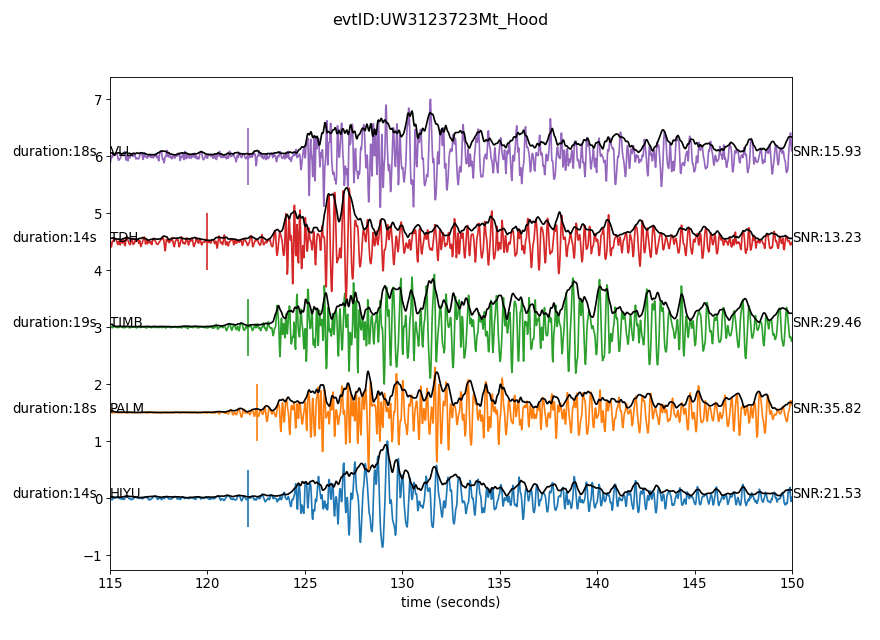 evtID:UW3123723Mt_Hood
7
duration:18s 6 VLL SNR:15.93
5
duration:14s TDH SNR:13.23
4
duration:19s 3 TIMB SNR:29.46
2
duration:18s PALM SNR:35.82
1
duration:14s 0 HIYU SNR:21.53
−1
115 120 125 130 135 140 145 150
time (seconds)